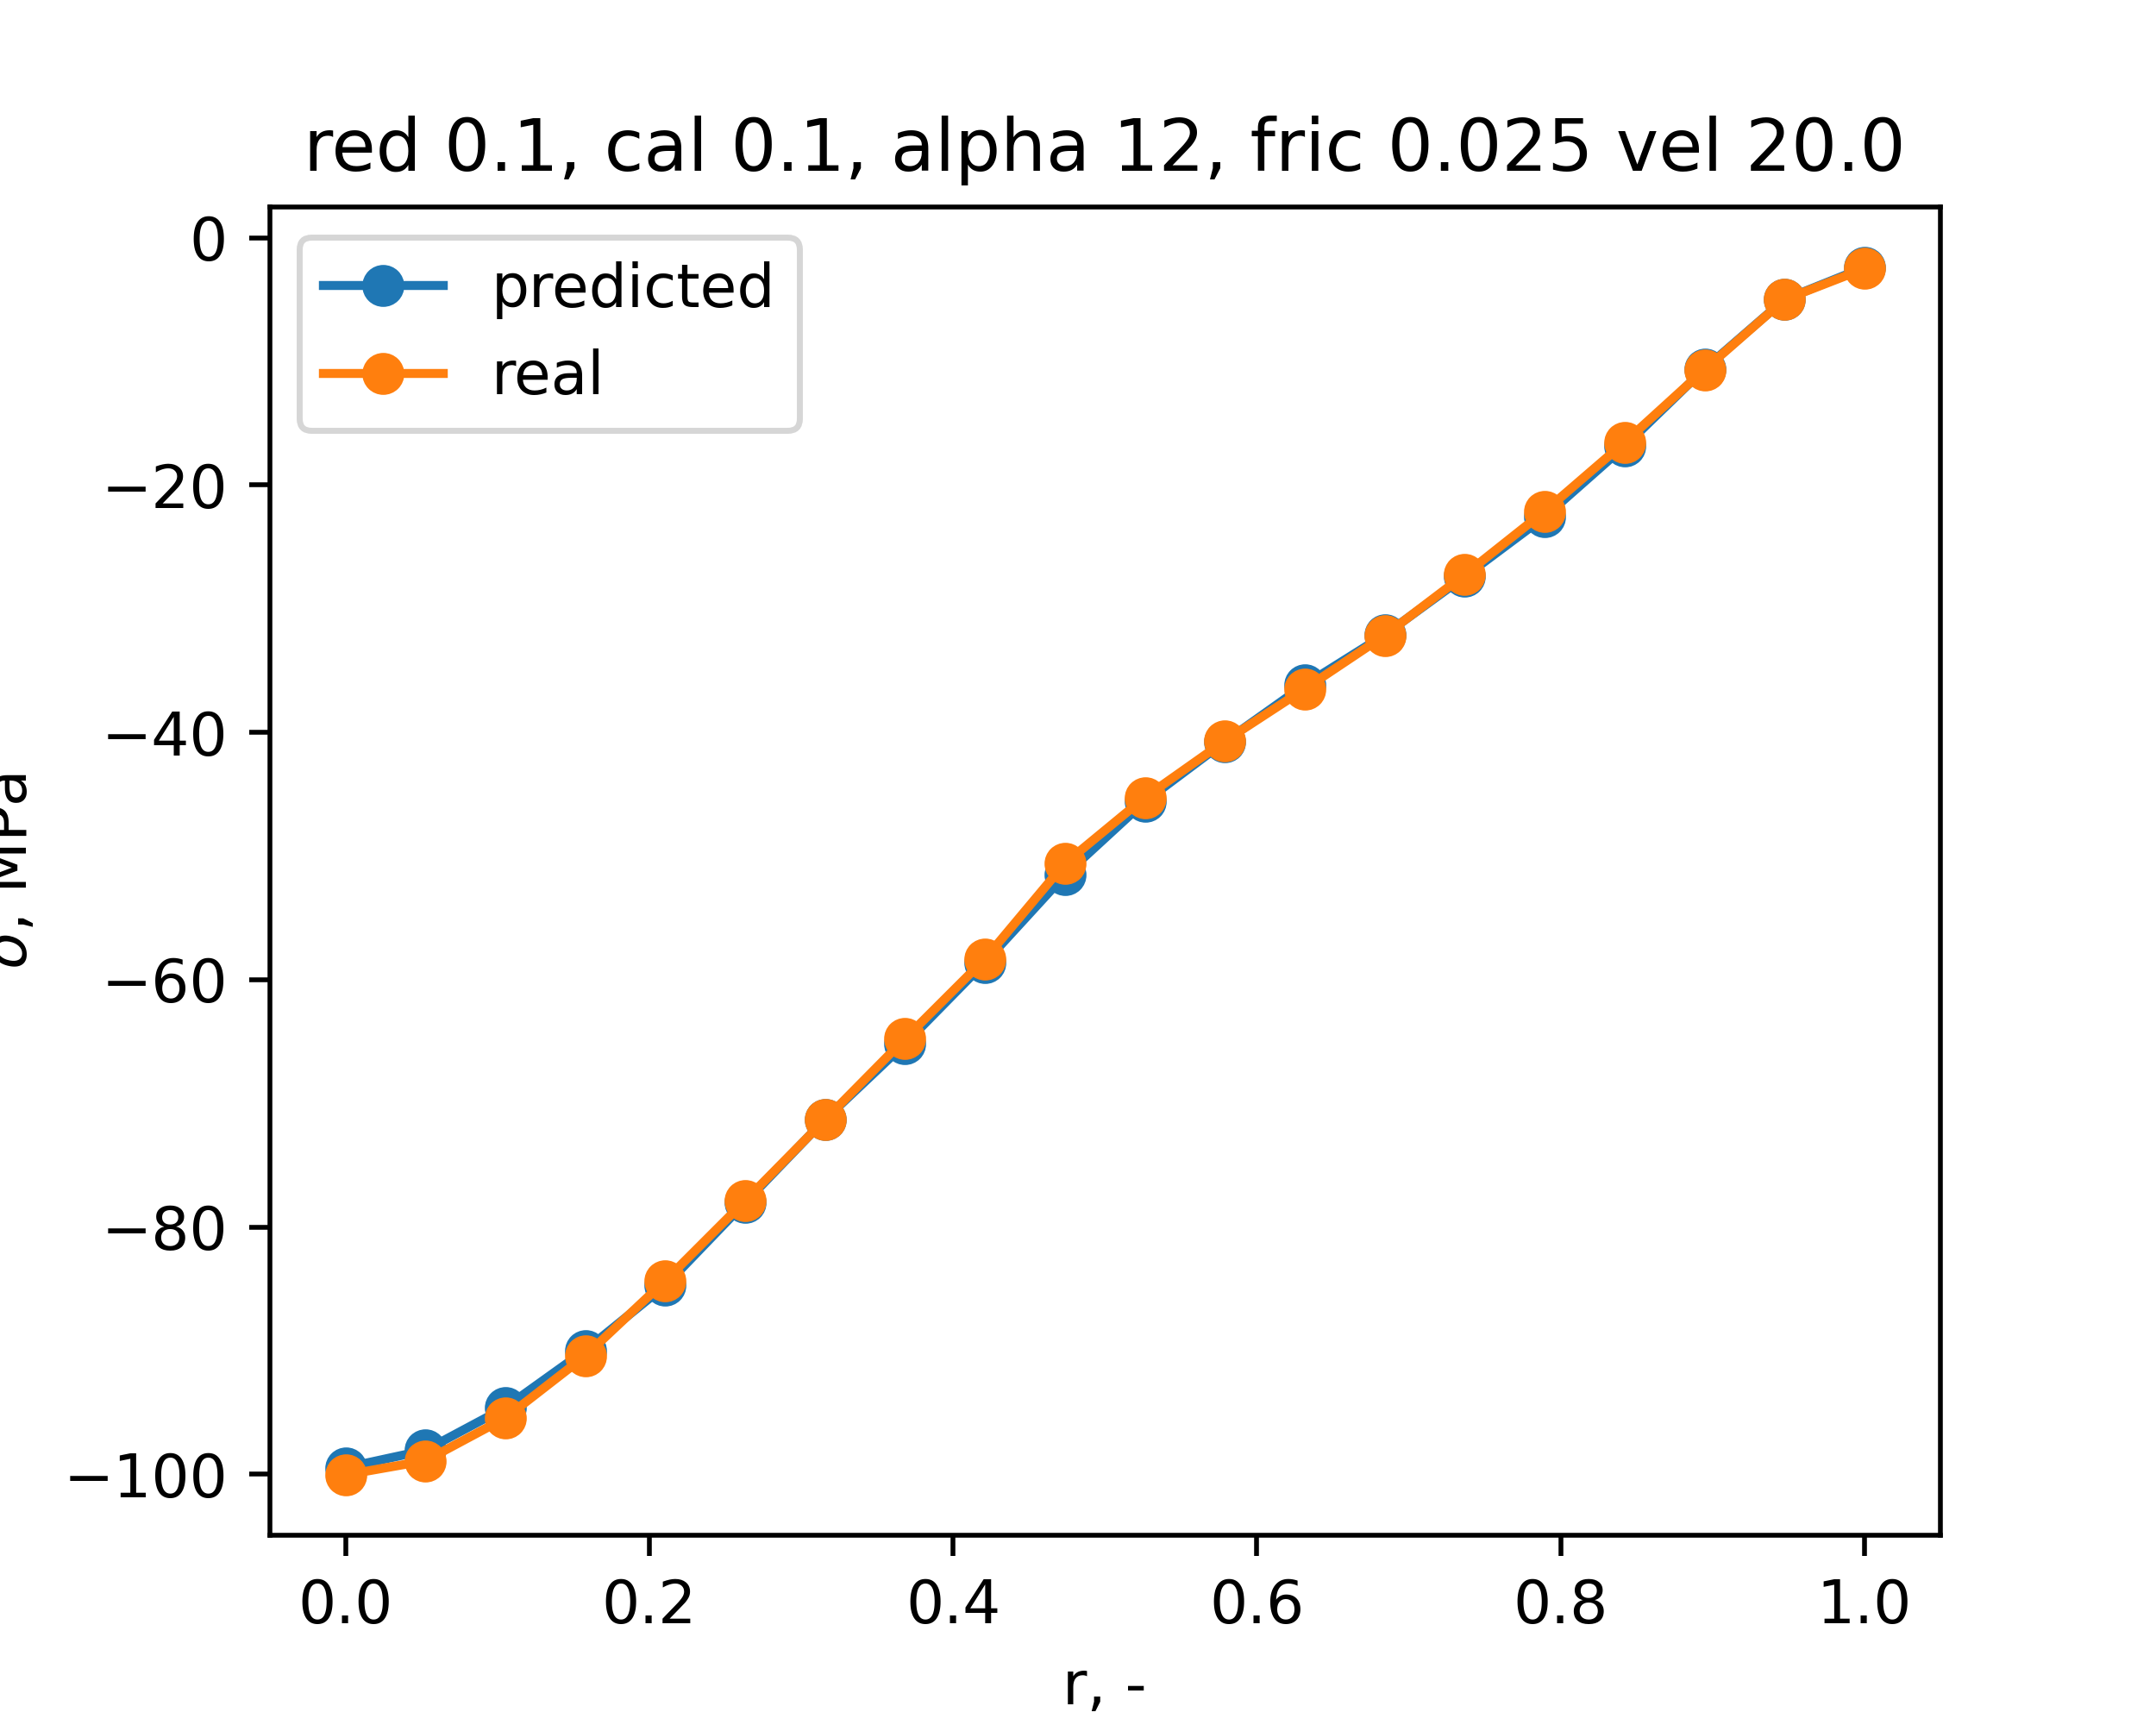 red 0.1, cal 0.1, alpha 12, fric 0.025 vel 20.0
0
−20
−40
−60
−80
−100
predicted
real
, MPa
0.0 0.2 0.4 0.6 0.8 1.0
r, -